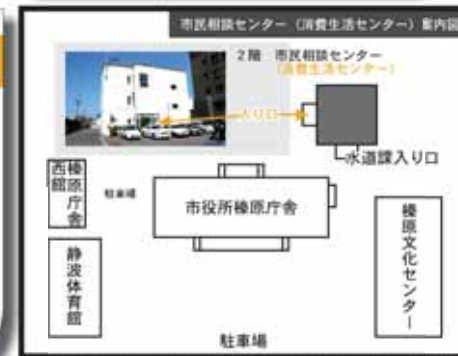 市民相談センター（消費生活センター）案内図
2階 市民相談センター
（消費生活センター）
入り口
水道課入り口
榛原庁舎
西館
駐車場
市役所榛原庁舎
静波体育館
榛原文化センター
駐車場